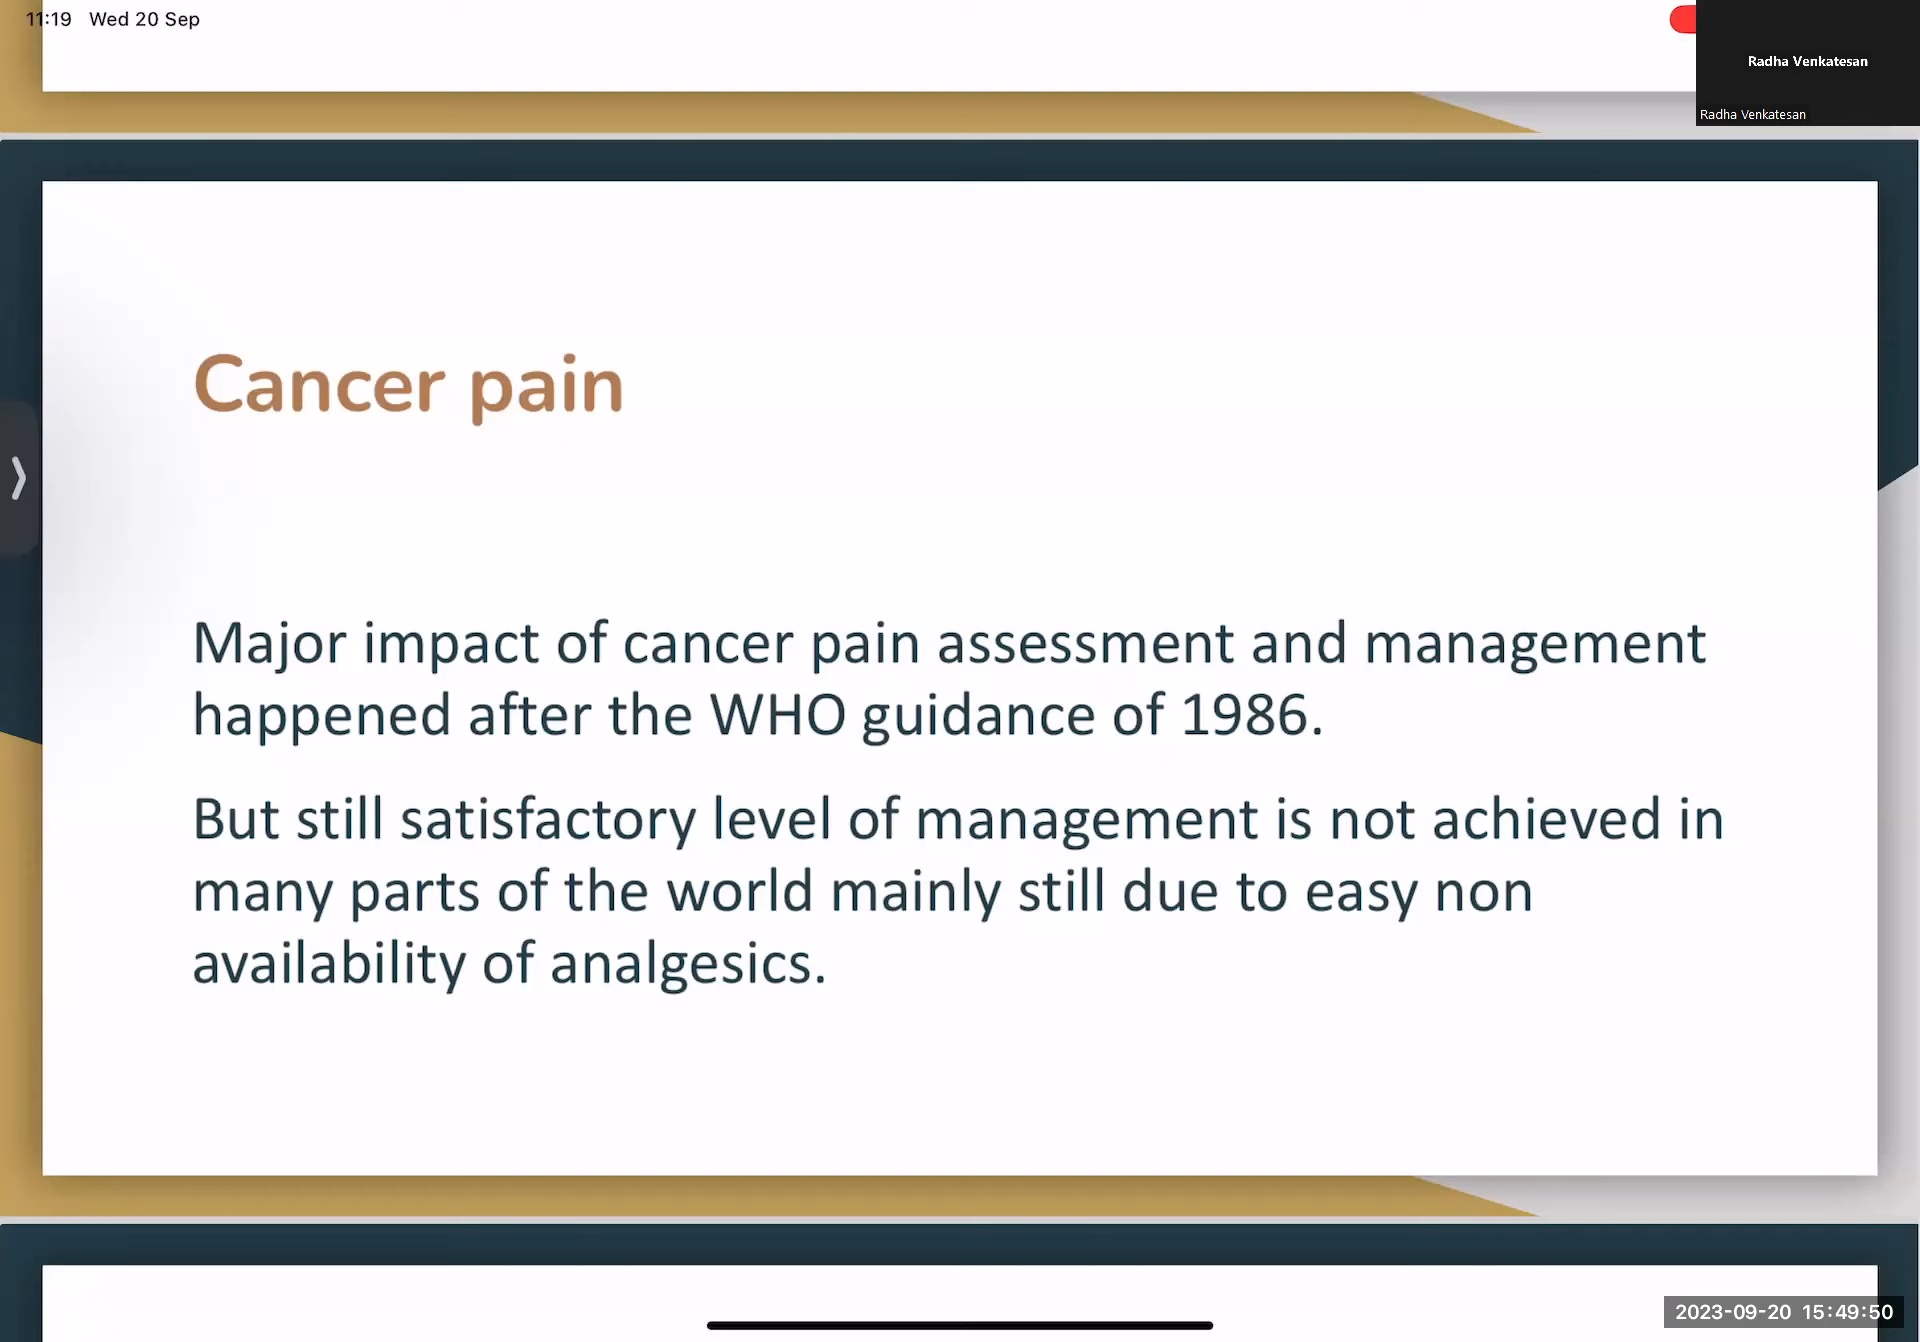 11:19 Wed 20 Sep
Radha Venkatesan
Radha Venkatesan
Cancer pain
Major impact of cancer pain assessment and management
happened after the WHO guidance of 1986.
But still satisfactory level of management is not achieved in
many parts of the world mainly still due to easy non
availability of analgesics.
2023-09-20 15:49:50